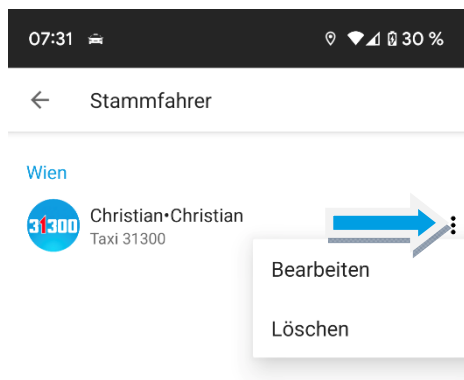 07:31 30 %
Stammfahrer
Wien
31300
Christian•Christian
Taxi 31300
Bearbeiten
Löschen